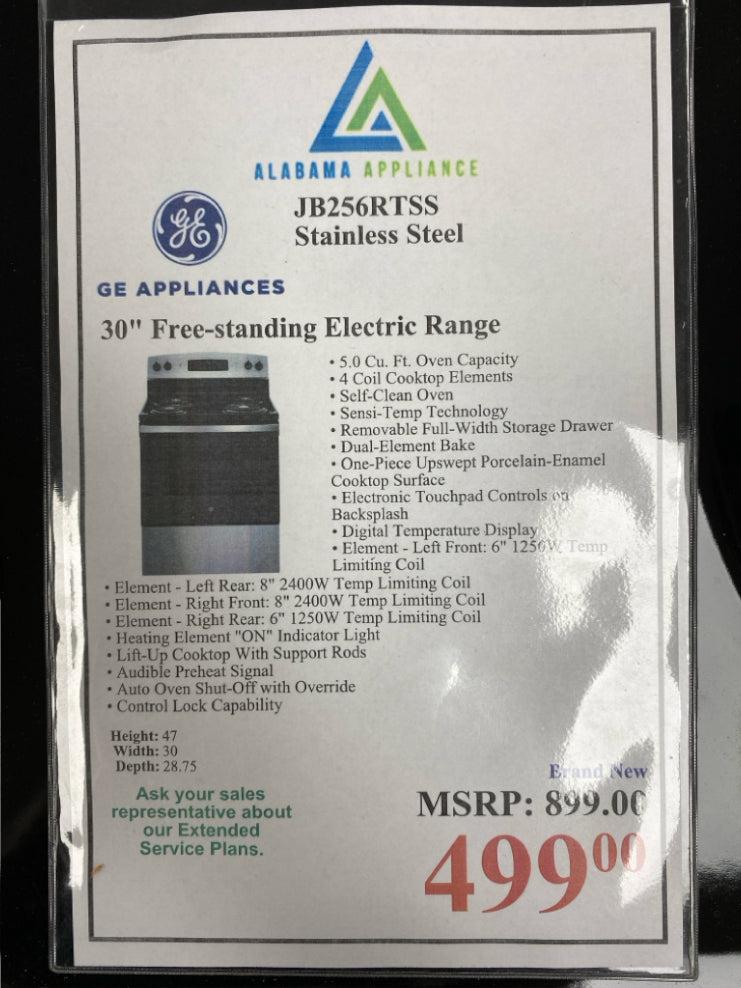 ALABAMA APPLIANCE
JB256RTSS
Stainless Steel
GE
GE APPLIANCES
30" Free-standing Electric Range
• 5.0 Cu. Ft. Oven Capacity
• 4 Coil Cooktop Elements
• Self-Clean Oven
• Sensi-Temp Technology
• Removable Full-Width Storage Drawer
• Dual-Element Bake
• One-Piece Upswept Porcelain-Enamel
Cooktop Surface
• Electronic Touchpad Controls on
Backsplash
• Digital Temperature Display
• Element - Left Front: 6" 1250W Temp
Limiting Coil
• Element - Left Rear: 8" 2400W Temp Limiting Coil
• Element - Right Front: 8" 2400W Temp Limiting Coil
• Element - Right Rear: 6" 1250W Temp Limiting Coil
• Heating Element "ON" Indicator Light
• Lift-Up Cooktop With Support Rods
• Audible Preheat Signal
• Auto Oven Shut-Off with Override
• Control Lock Capability
Height: 47
Width: 30
Depth: 28.75
Ask your sales
representative about
our Extended
Service Plans.
Brand New
MSRP: 899.00
49900